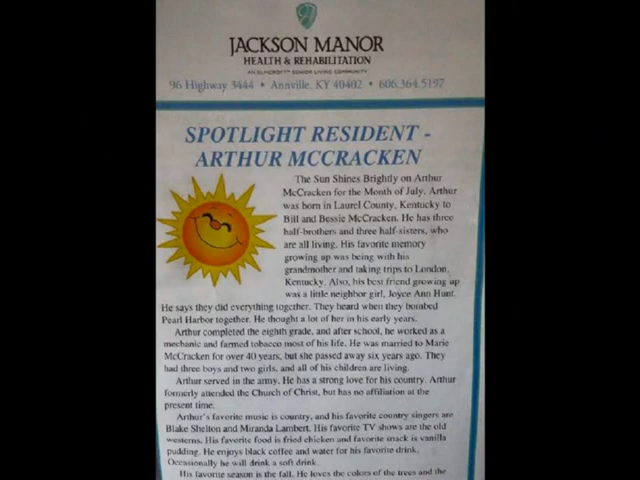 JACKSON MANOR
HEALTH & REHABILITATION
AN ELMCROFT SENIOR LIVING COMMUNITY
96 Highway 3444 • Annville, KY 40402 • 606.364.5197
SPOTLIGHT RESIDENT -
ARTHUR MCCRACKEN
The Sun Shines Brightly on Arthur
McCracken for the Month of July. Arthur
was born in Laurel County, Kentucky to
Bill and Bessie McCracken. He has three
half-brothers and three half-sisters, who
are all living. His favorite memory
growing up was being with his
grandmother and taking trips to London,
Kentucky. Also, his best friend growing up
was a little neighbor girl, Joyce Ann Hunt.
He says they did everything together. They heard when they bombed
Pearl Harbor together. He thought a lot of her in his early years.
Arthur completed the eighth grade, and after school, he worked as a
mechanic and farmed tobacco most of his life. He was married to Marie
McCracken for over 40 years, but she passed away six years ago. They
had three boys and two girls, and all of his children are living.
Arthur served in the army. He has a strong love for his country. Arthur
formerly attended the Church of Christ, but has no affiliation at the
present time.
Arthur's favorite music is country, and his favorite country singers are
Blake Shelton and Miranda Lambert. His favorite TV shows are the old
westerns. His favorite food is fried chicken and favorite snack is vanilla
pudding. He enjoys black coffee and water for his favorite drink.
Occasionally he will drink a soft drink.
His favorite season is the fall. He loves the colors of the trees and the